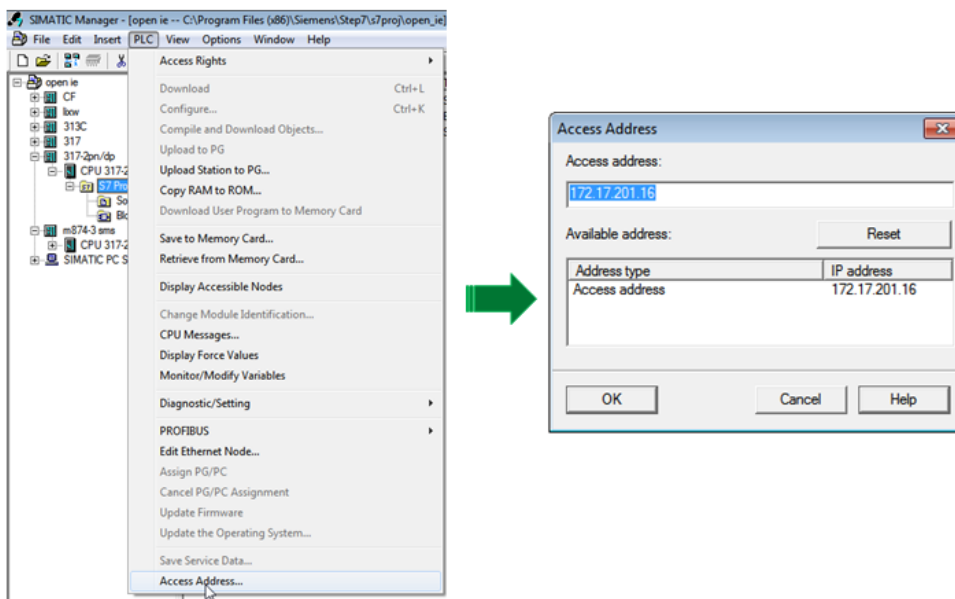 SIMATIC Manager - [open ie -- C:\Program Files (x86)\Siemens\Step7\s7proj\open_ie]
File Edit Insert PLC View Options Window Help
open ie
CF
313C
317
317-2pn/dp
CPU 317-2
S7 Pro
So
Blo
m874-3 sms
CPU 317-2
SIMATIC PC S
Access Rights
Download Ctrl+L
Configure... Ctrl+K
Compile and Download Objects...
Upload to PG
Upload Station to PG...
Copy RAM to ROM...
Download User Program to Memory Card
Save to Memory Card...
Retrieve from Memory Card...
Display Accessible Nodes
Change Module Identification...
CPU Messages...
Display Force Values
Monitor/Modify Variables
Diagnostic/Setting
PROFIBUS
Edit Ethernet Node...
Assign PG/PC
Cancel PG/PC Assignment
Update Firmware
Update the Operating System...
Save Service Data...
Access Address...
Access Address
Access address:
172.17.201.16
Available address:
Reset
Address type IP address
Access address 172.17.201.16
OK Cancel Help